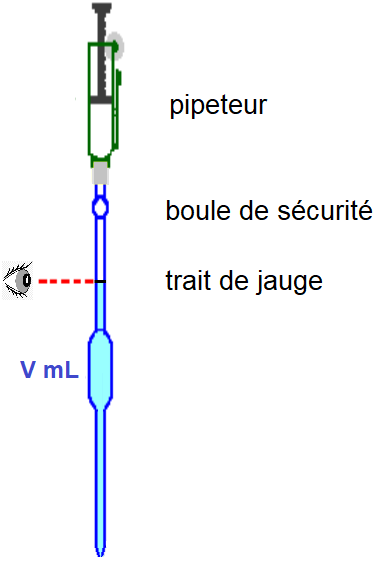 pipeteur
boule de sécurité
trait de jauge
V mL